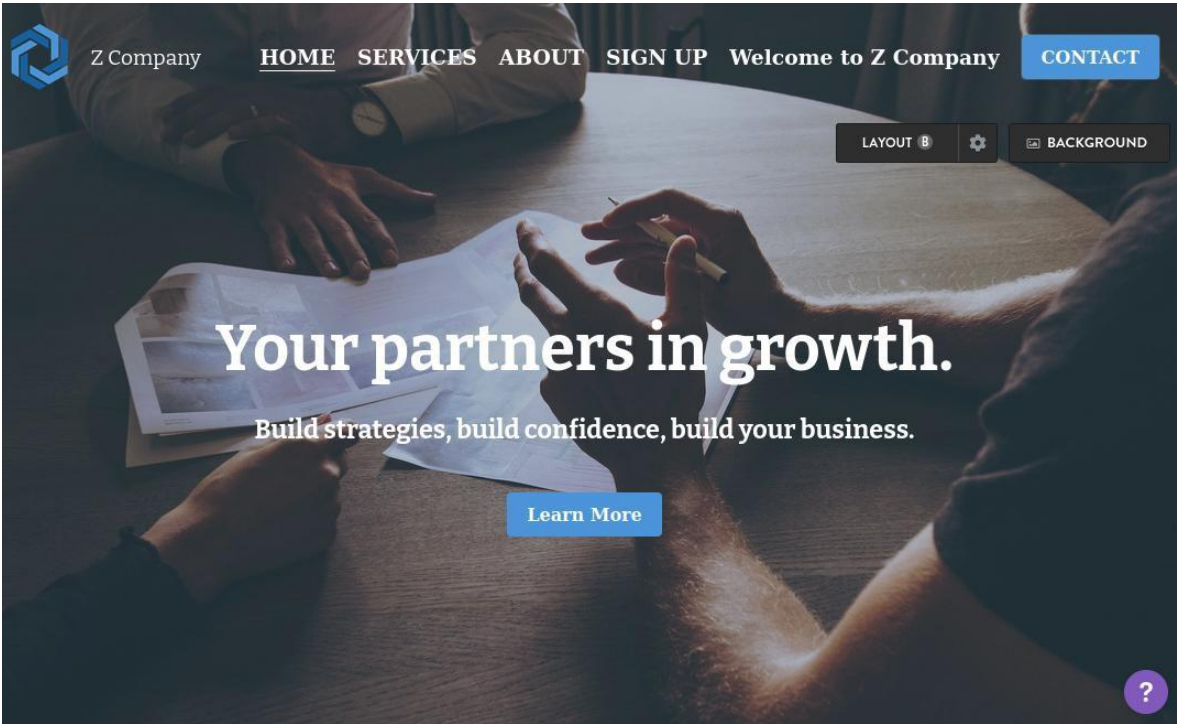 Z Company HOME SERVICES ABOUT SIGN UP Welcome to Z Company CONTACT
LAYOUT B BACKGROUND
Your partners in growth.
Build strategies, build confidence, build your business.
Learn More
?